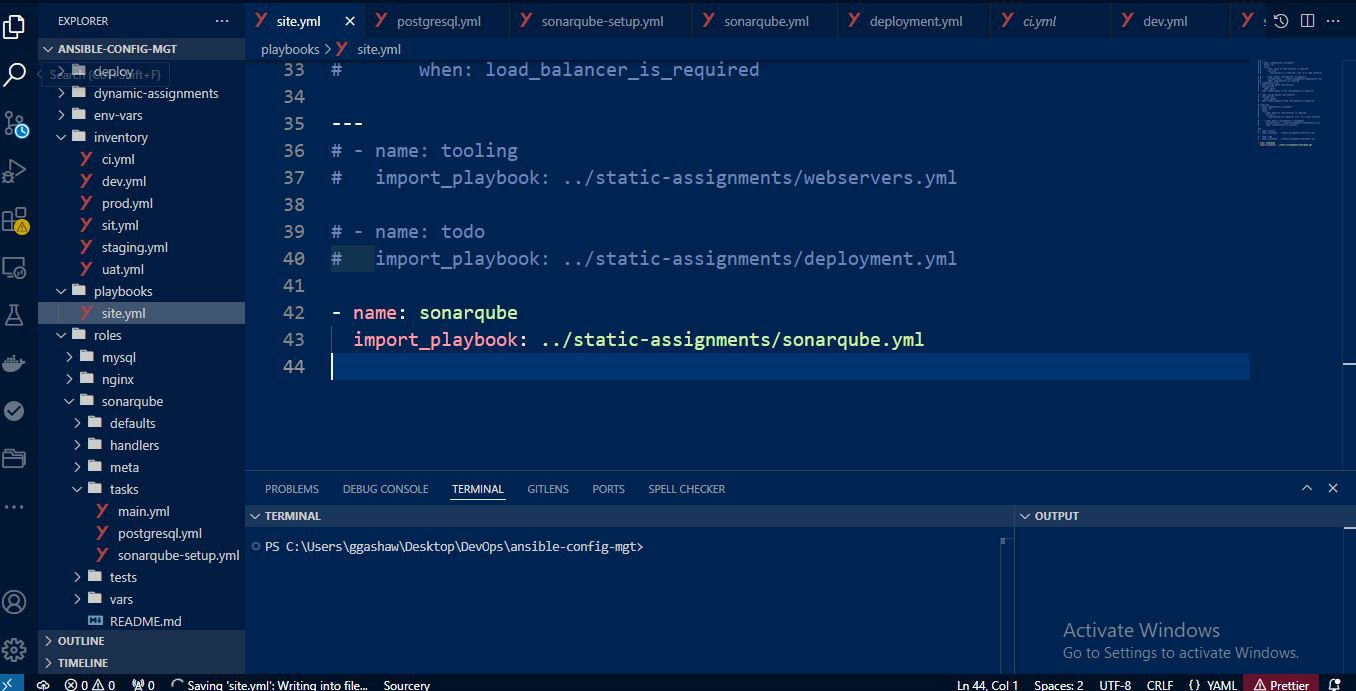 EXPLORER
ANSIBLE-CONFIG-MGT
deploy
dynamic-assignments
env-vars
inventory
ci.yml
dev.yml
prod.yml
sit.yml
staging.yml
uat.yml
playbooks
site.yml
roles
mysql
nginx
sonarqube
defaults
handlers
meta
tasks
main.yml
postgresql.yml
sonarqube-setup.yml
tests
vars
README.md
OUTLINE
TIMELINE
site.yml postgresql.yml sonarqube-setup.yml sonarqube.yml deployment.yml ci.yml dev.yml
playbooks > site.yml
33 #       when: load_balancer_is_required
34
35 ---
36 # - name: tooling
37 #   import_playbook: ../static-assignments/webservers.yml
38
39 # - name: todo
40 #   import_playbook: ../static-assignments/deployment.yml
41
42 - name: sonarqube
43   import_playbook: ../static-assignments/sonarqube.yml
44
PROBLEMS DEBUG CONSOLE TERMINAL GITLENS PORTS SPELL CHECKER
TERMINAL
PS C:\Users\ggashaw\Desktop\DevOps\ansible-config-mgt>
OUTPUT
Activate Windows
Go to Settings to activate Windows.
0 0 0 Saving 'site.yml': Writing into file... Sourcery Ln 44, Col 1 Spaces: 2 UTF-8 CRLF {} YAML Prettier